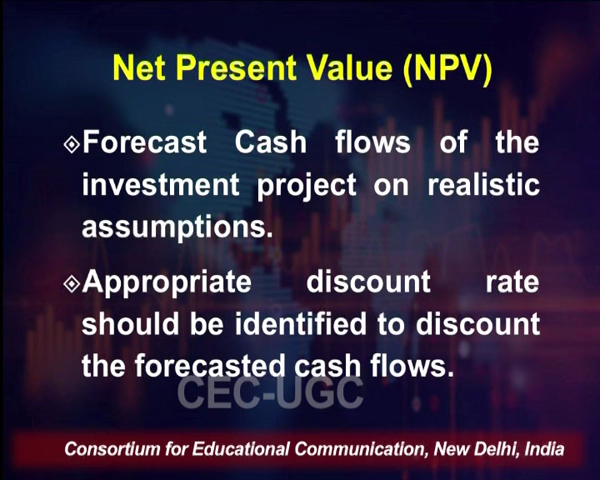 Net Present Value (NPV)
Forecast Cash flows of the
investment project on realistic
assumptions.
Appropriate discount rate
should be identified to discount
the forecasted cash flows.
CEC-UGC
Consortium for Educational Communication, New Delhi, India